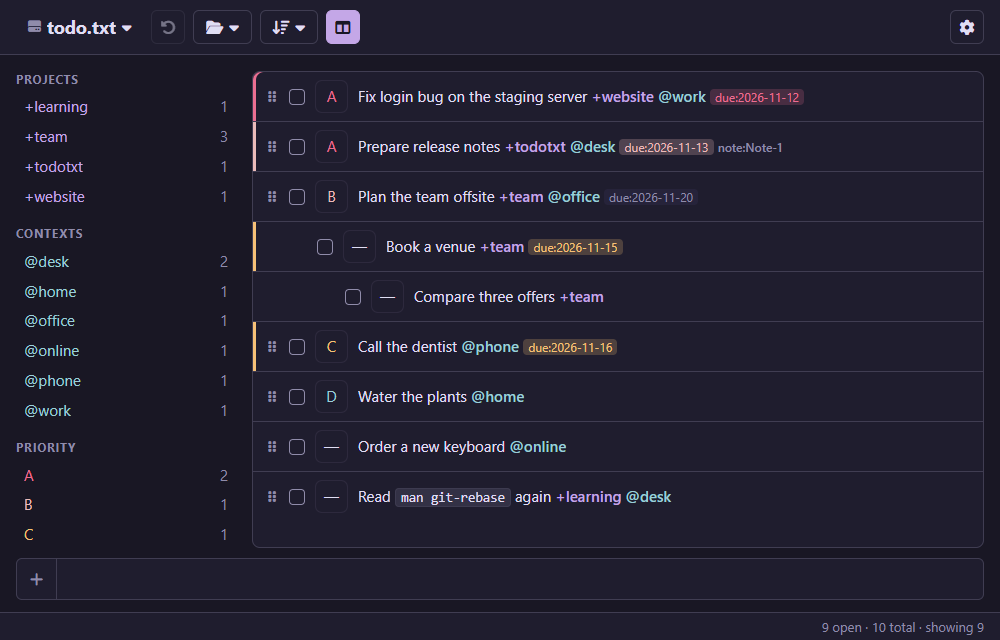 todo.txt
PROJECTS
+learning 1
+team 3
+todotxt 1
+website 1
CONTEXTS
@desk 2
@home 1
@office 1
@online 1
@phone 1
@work 1
PRIORITY
A 2
B 1
C 1
A Fix login bug on the staging server +website @work due:2026-11-12
A Prepare release notes +todotxt @desk due:2026-11-13 note:Note-1
B Plan the team offsite +team @office due:2026-11-20
— Book a venue +team due:2026-11-15
— Compare three offers +team
C Call the dentist @phone due:2026-11-16
D Water the plants @home
— Order a new keyboard @online
— Read man git-rebase again +learning @desk
+
9 open · 10 total · showing 9